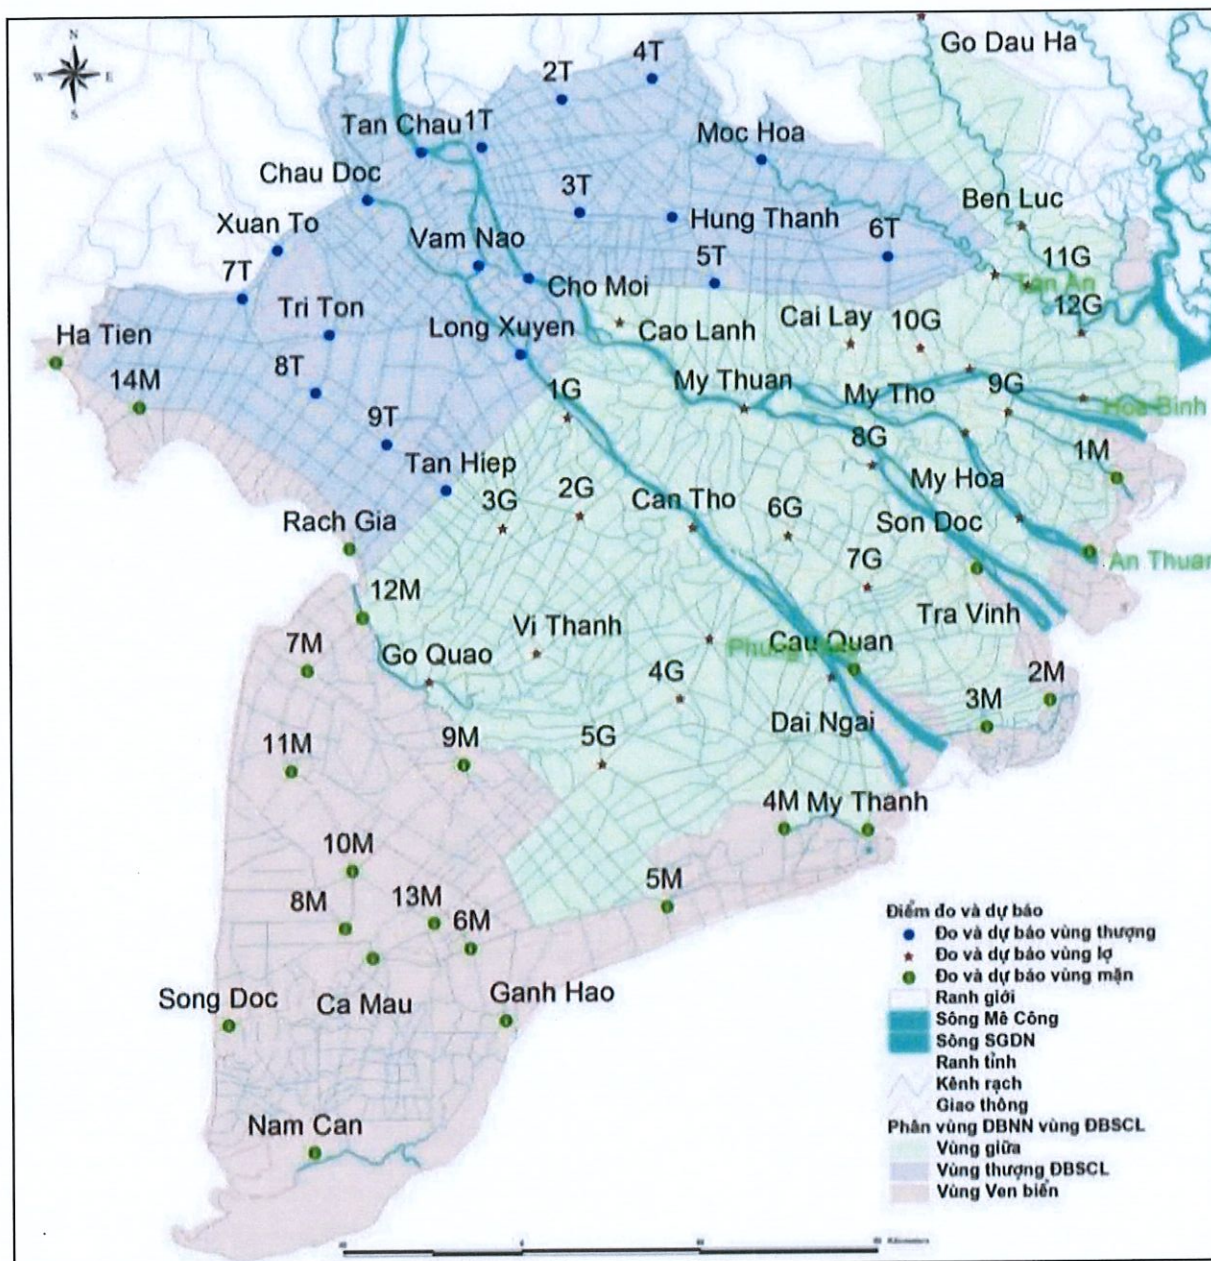 N
W E
S
Go Dau Ha
4T
2T
Tan Chau 1T
Moc Hoa
Chau Doc
3T
Ben Luc
Xuan To
Vam Nao
Hung Thanh
6T
11G
7T
5T
Tan An
Cho Moi
Tri Ton
12G
Ha Tien
Long Xuyen
Cao Lanh
Cai Lay
10G
14M
8T
1G
My Thuan
My Tho
9G
Hoa Binh
9T
8G
1M
Tan Hiep
My Hoa
3G
2G
Can Tho
6G
Son Doc
Rach Gia
7G
An Thuan
12M
Vi Thanh
Tra Vinh
7M
Go Quao
Cau Quan
4G
2M
3M
Dai Ngai
11M
9M
5G
4M My Thanh
10M
8M
13M
6M
5M
Song Doc
Ca Mau
Ganh Hao
Nam Can
Điểm đo và dự báo
Đo và dự báo vùng thượng
Đo và dự báo vùng lợ
Đo và dự báo vùng mặn
Ranh giới
Sông Mê Công
Sông SGDN
Ranh tỉnh
Kênh rạch
Giao thông
Phân vùng DBNN vùng ĐBSCL
Vùng giữa
Vùng thượng ĐBSCL
Vùng Ven biển
Kilometers